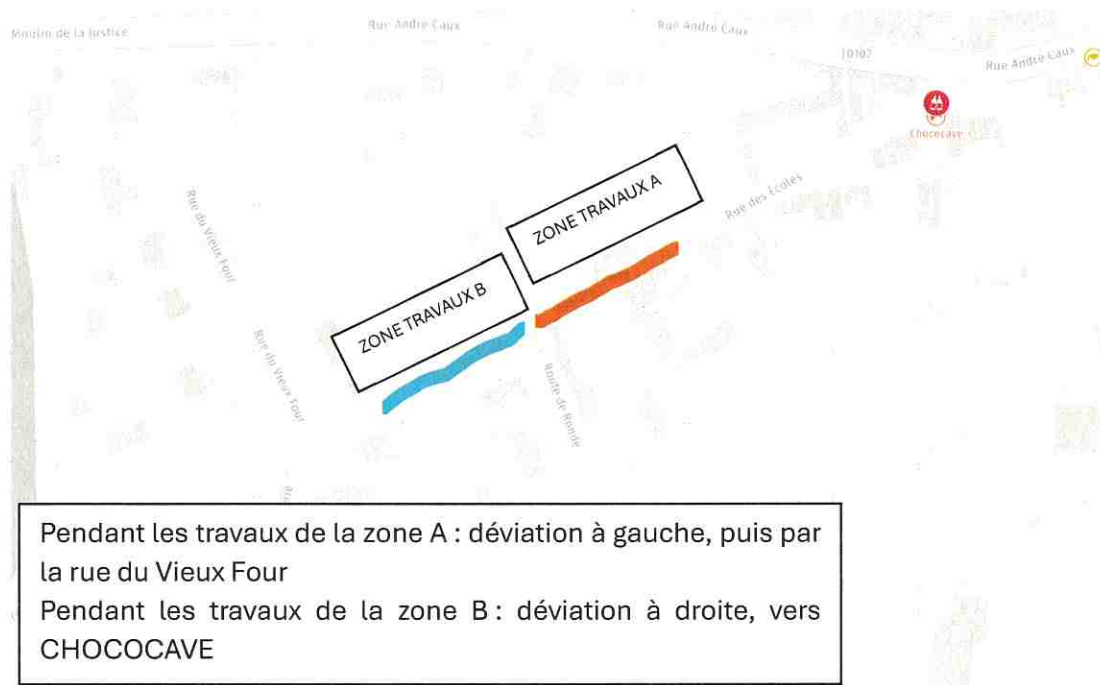 Moulin de la Justice
Rue André Caux
Rue André Caux
D102
Rue André Caux
Chococave
Rue des Ecoles
ZONE TRAVAUX A
ZONE TRAVAUX B
Rue du Vieux Four
Rue du Vieux Four
Route de Ronde
Pendant les travaux de la zone A : déviation à gauche, puis par
la rue du Vieux Four
Pendant les travaux de la zone B : déviation à droite, vers
CHOCOCAVE